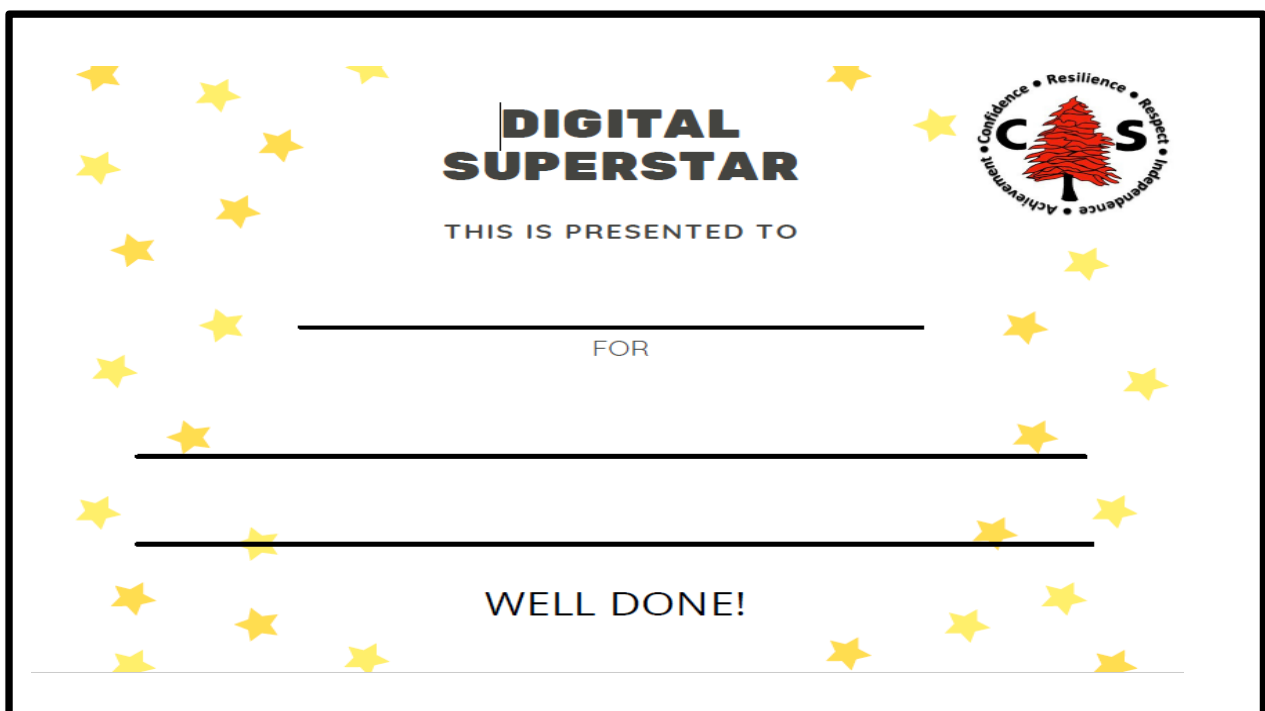 DIGITAL
SUPERSTAR
Confidence • Resilience • Respect • Independence • Achievement •
C S
THIS IS PRESENTED TO
FOR
WELL DONE!